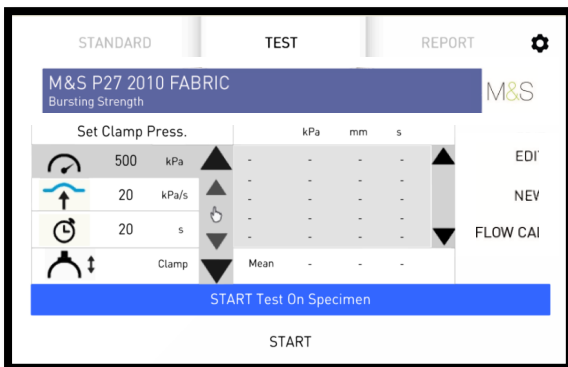 STANDARD TEST REPORT
M&S P27 2010 FABRIC
Bursting Strength
M&S
Set Clamp Press. kPa mm s
500 kPa - - - - EDI
20 kPa/s - - - - NEW
- - - -
20 s - - - - FLOW CAI
- - - -
Clamp Mean - - -
START Test On Specimen
START